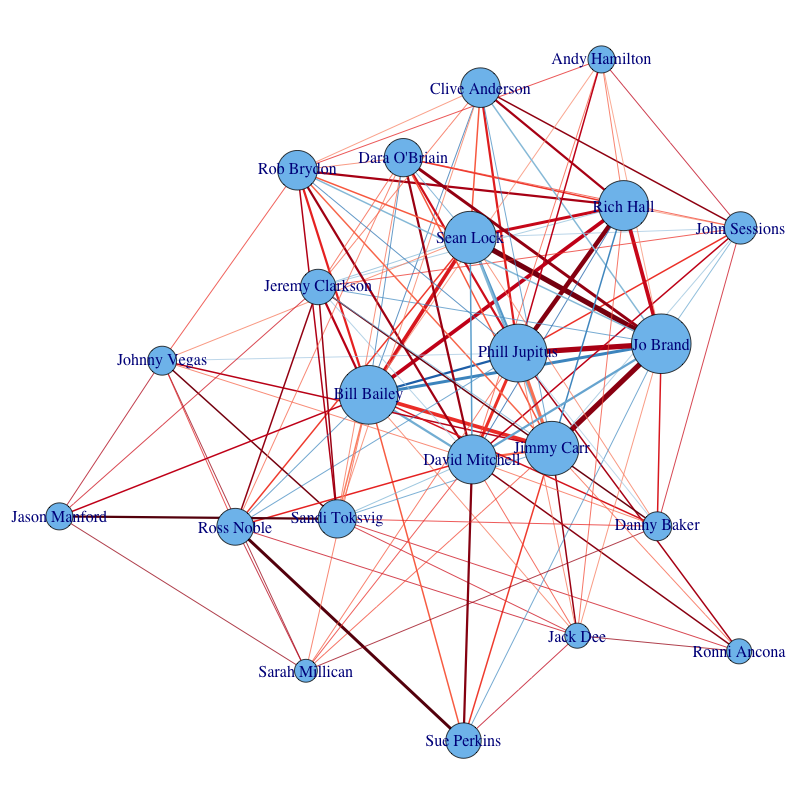 Andy Hamilton
Clive Anderson
Dara O'Briain
Rob Brydon
Rich Hall
John Sessions
Sean Lock
Jeremy Clarkson
Jo Brand
Phill Jupitus
Johnny Vegas
Bill Bailey
Jimmy Carr
David Mitchell
Jason Manford
Sandi Toksvig
Ross Noble
Danny Baker
Jack Dee
Ronni Ancona
Sarah Millican
Sue Perkins